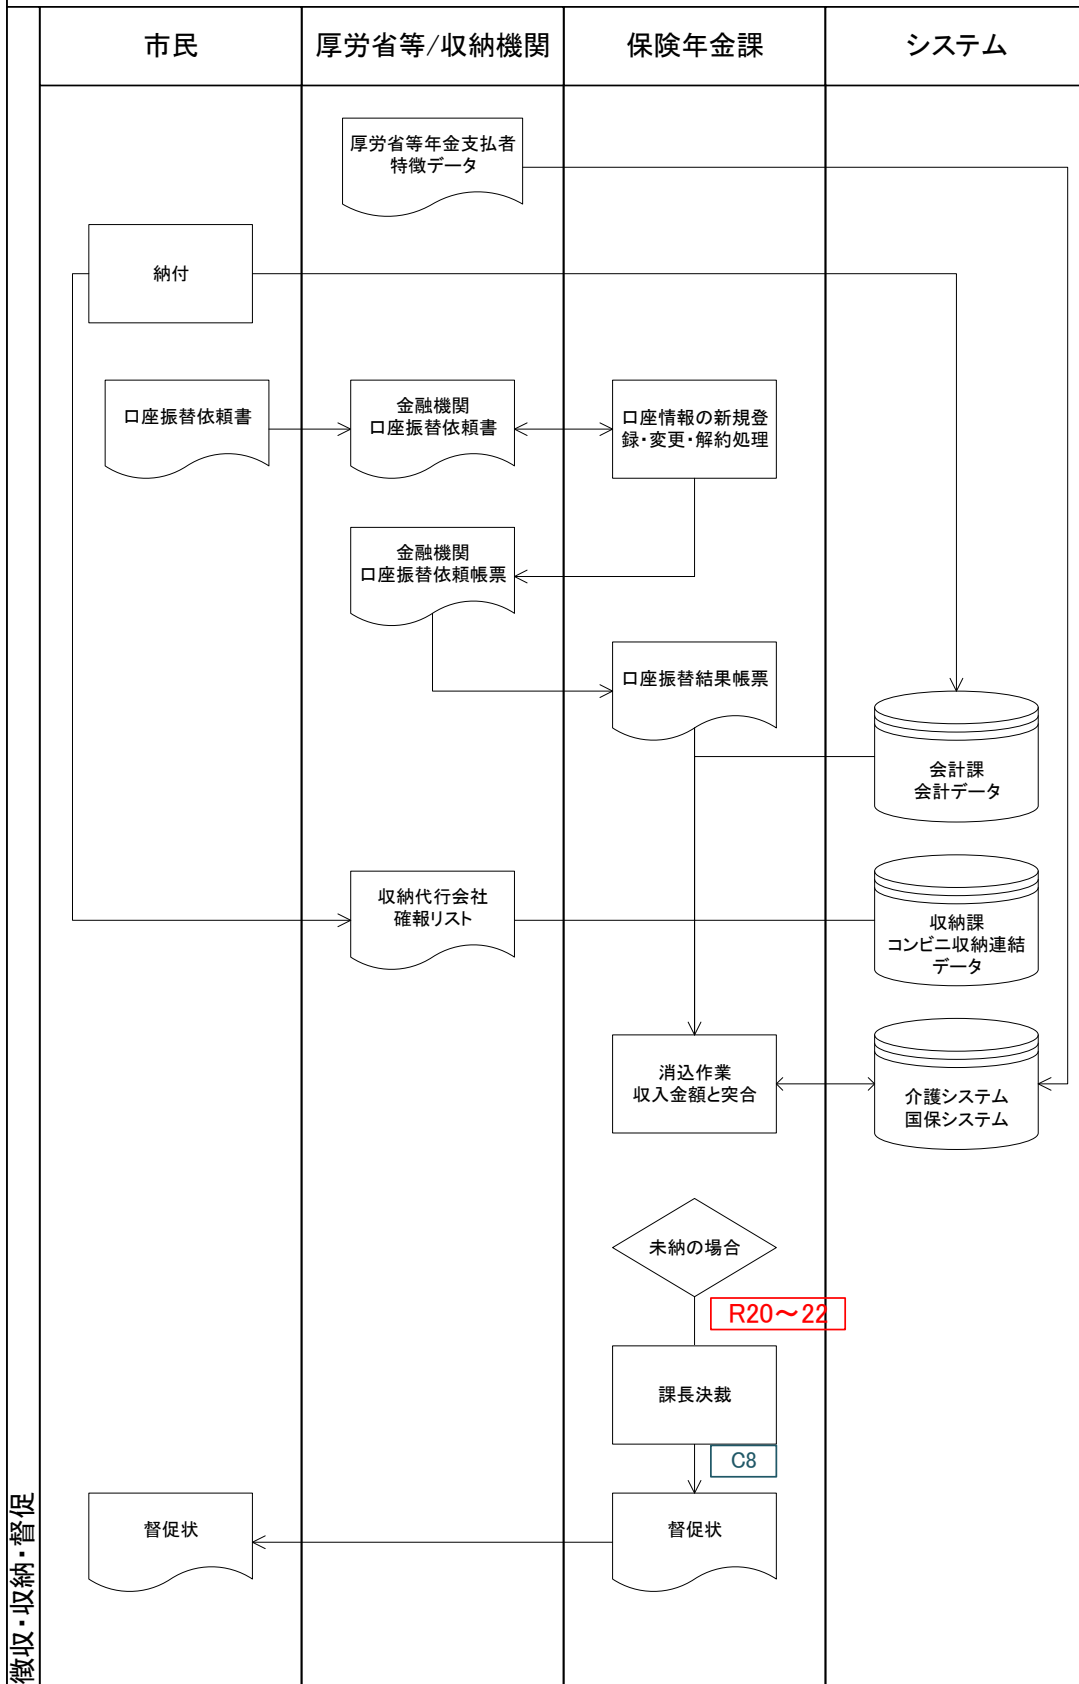 市民
厚労省等/収納機関
保険年金課
システム
厚労省等年金支払者
特徴データ
納付
口座振替依頼書
金融機関
口座振替依頼書
口座情報の新規登
録・変更・解約処理
金融機関
口座振替依頼帳票
口座振替結果帳票
会計課
会計データ
収納代行会社
確報リスト
収納課
コンビニ収納連結
データ
消込作業
収入金額と突合
介護システム
国保システム
未納の場合
R20～22
課長決裁
C8
督促状
督促状
徴収・収納・督促